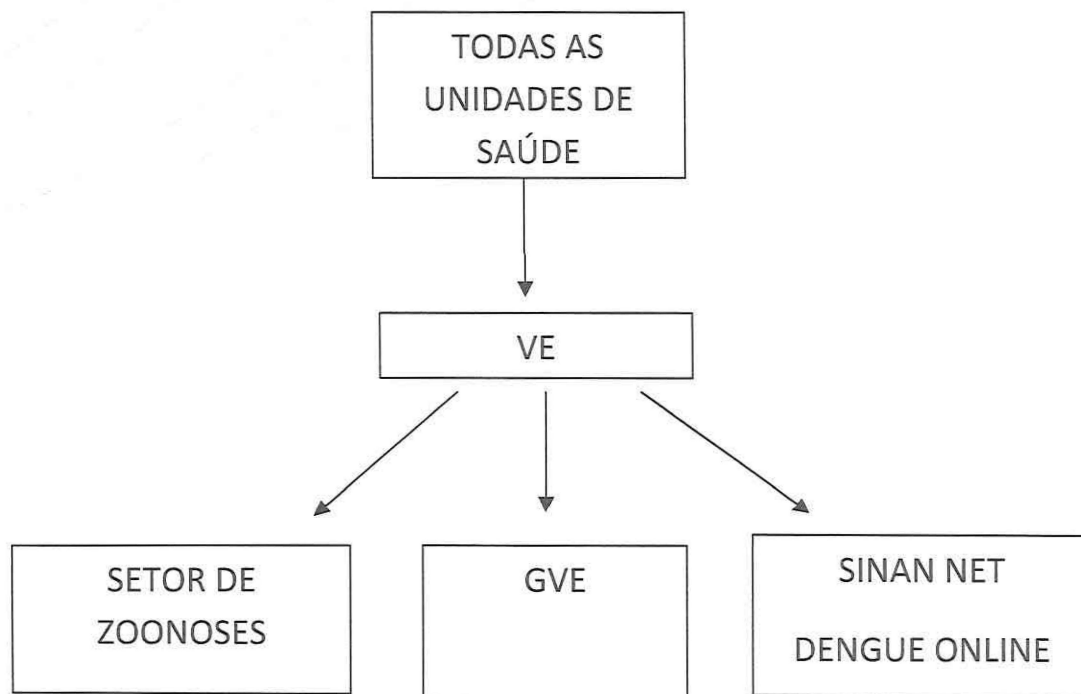 TODAS AS
UNIDADES DE
SAÚDE
VE
SETOR DE
ZOONOSES
GVE
SINAN NET
DENGUE ONLINE